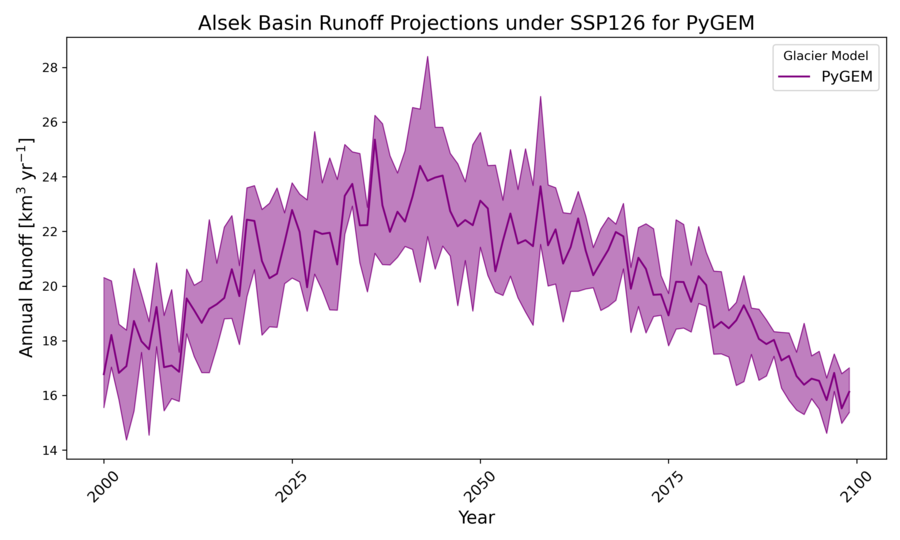 Alsek Basin Runoff Projections under SSP126 for PyGEM
Glacier Model
PyGEM
28
26
24
22
20
18
16
14
Annual Runoff [km³ yr⁻¹]
2000
2025
2050
2075
2100
Year